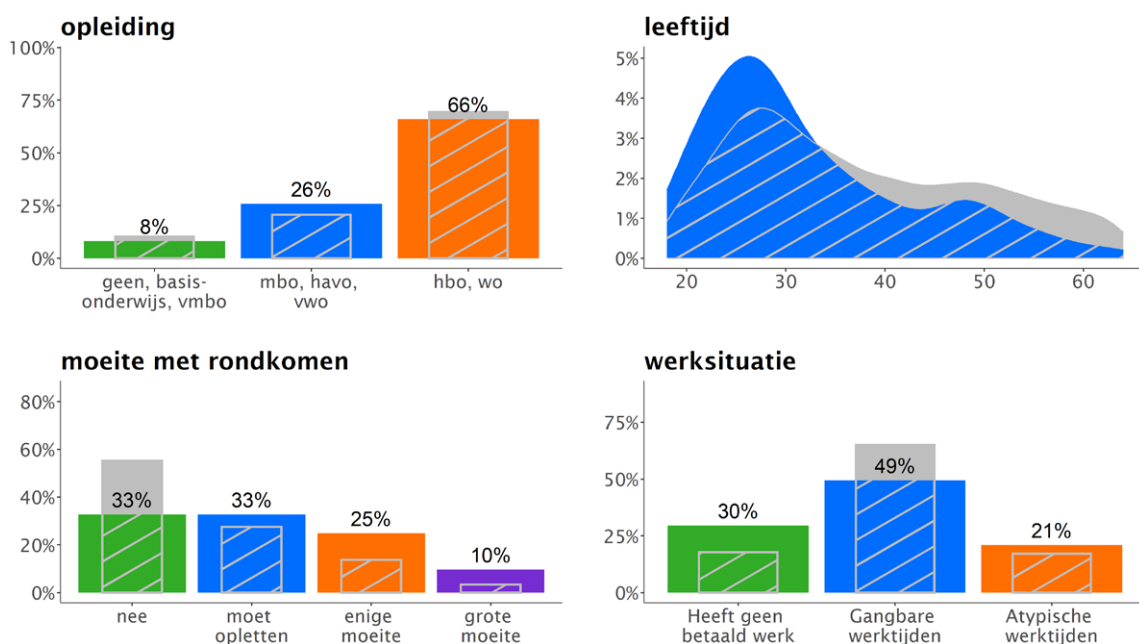 opleiding
100%
75%
50%
25%
0%
8%
26%
66%
geen, basis-
onderwijs, vmbo
mbo, havo,
vwo
hbo, wo
leeftijd
5%
4%
3%
2%
1%
0%
20
30
40
50
60
moeite met rondkomen
80%
60%
40%
20%
0%
33%
33%
25%
10%
nee
moet
opletten
enige
moeite
grote
moeite
werksituatie
75%
50%
25%
0%
30%
49%
21%
Heeft geen
betaald werk
Gangbare
werktijden
Atypische
werktijden